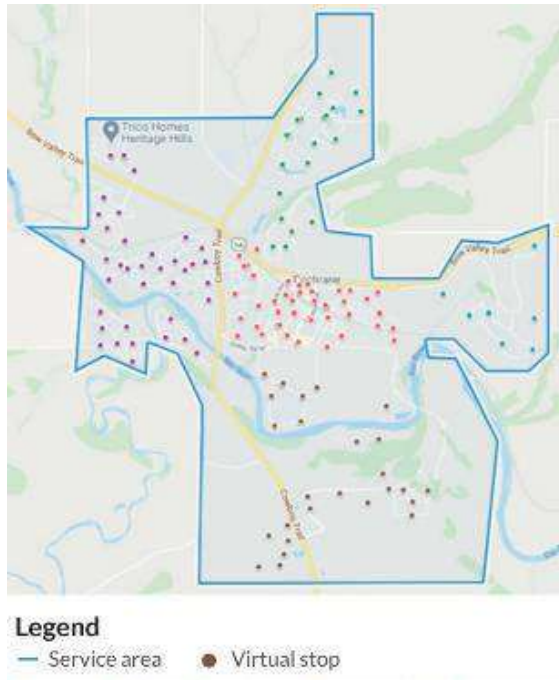 Trico Homes
Heritage Hills
Bow Valley Trail
Cowboy Trail
Cochrane
Bow Valley Trail
Cowboy Trail
Legend
Service area
Virtual stop